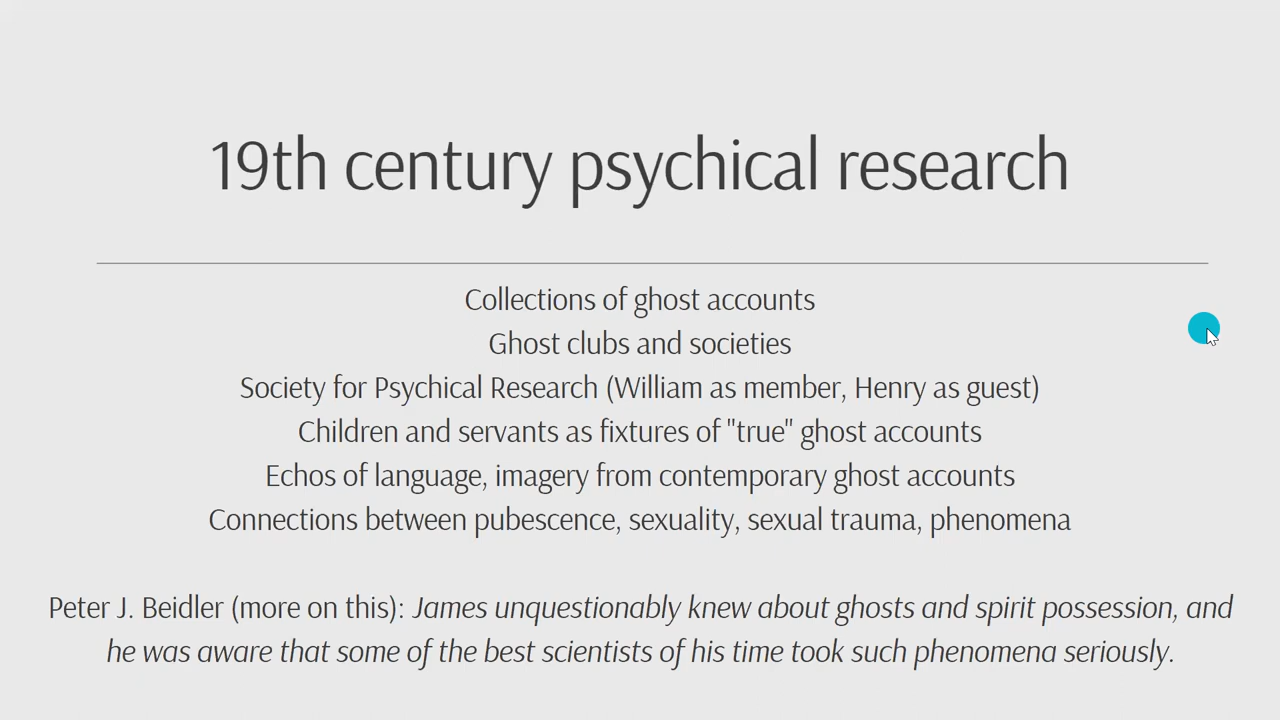 19th century psychical research
Collections of ghost accounts
Ghost clubs and societies
Society for Psychical Research (William as member, Henry as guest)
Children and servants as fixtures of "true" ghost accounts
Echos of language, imagery from contemporary ghost accounts
Connections between pubescence, sexuality, sexual trauma, phenomena
Peter J. Beidler (more on this): James unquestionably knew about ghosts and spirit possession, and
he was aware that some of the best scientists of his time took such phenomena seriously.